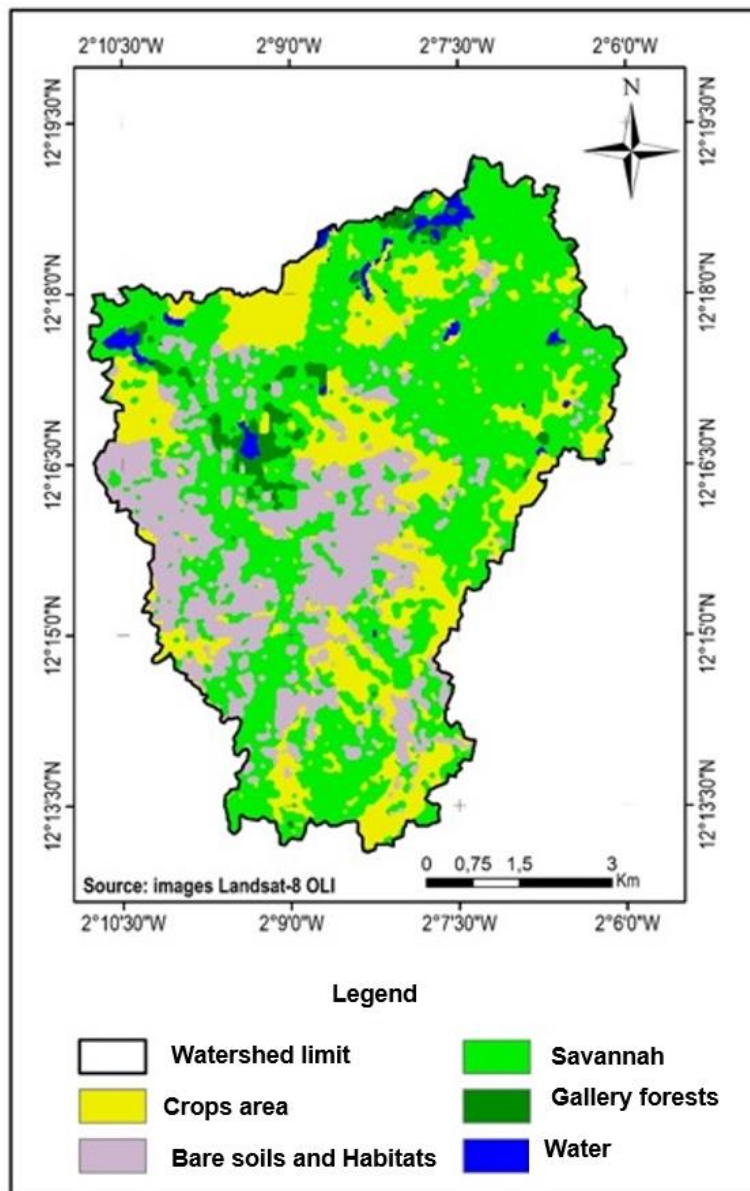 2°10'30"W 2°9'0"W 2°7'30"W 2°6'0"W
N
12°19'30"N 12°19'30"N
12°18'0"N 12°18'0"N
12°16'30"N 12°16'30"N
12°15'0"N 12°15'0"N
12°13'30"N 12°13'30"N
0 0,75 1,5 3
Km
Source: images Landsat-8 OLI
2°10'30"W 2°9'0"W 2°7'30"W 2°6'0"W
Legend
Watershed limit
Savannah
Crops area
Gallery forests
Bare soils and Habitats
Water